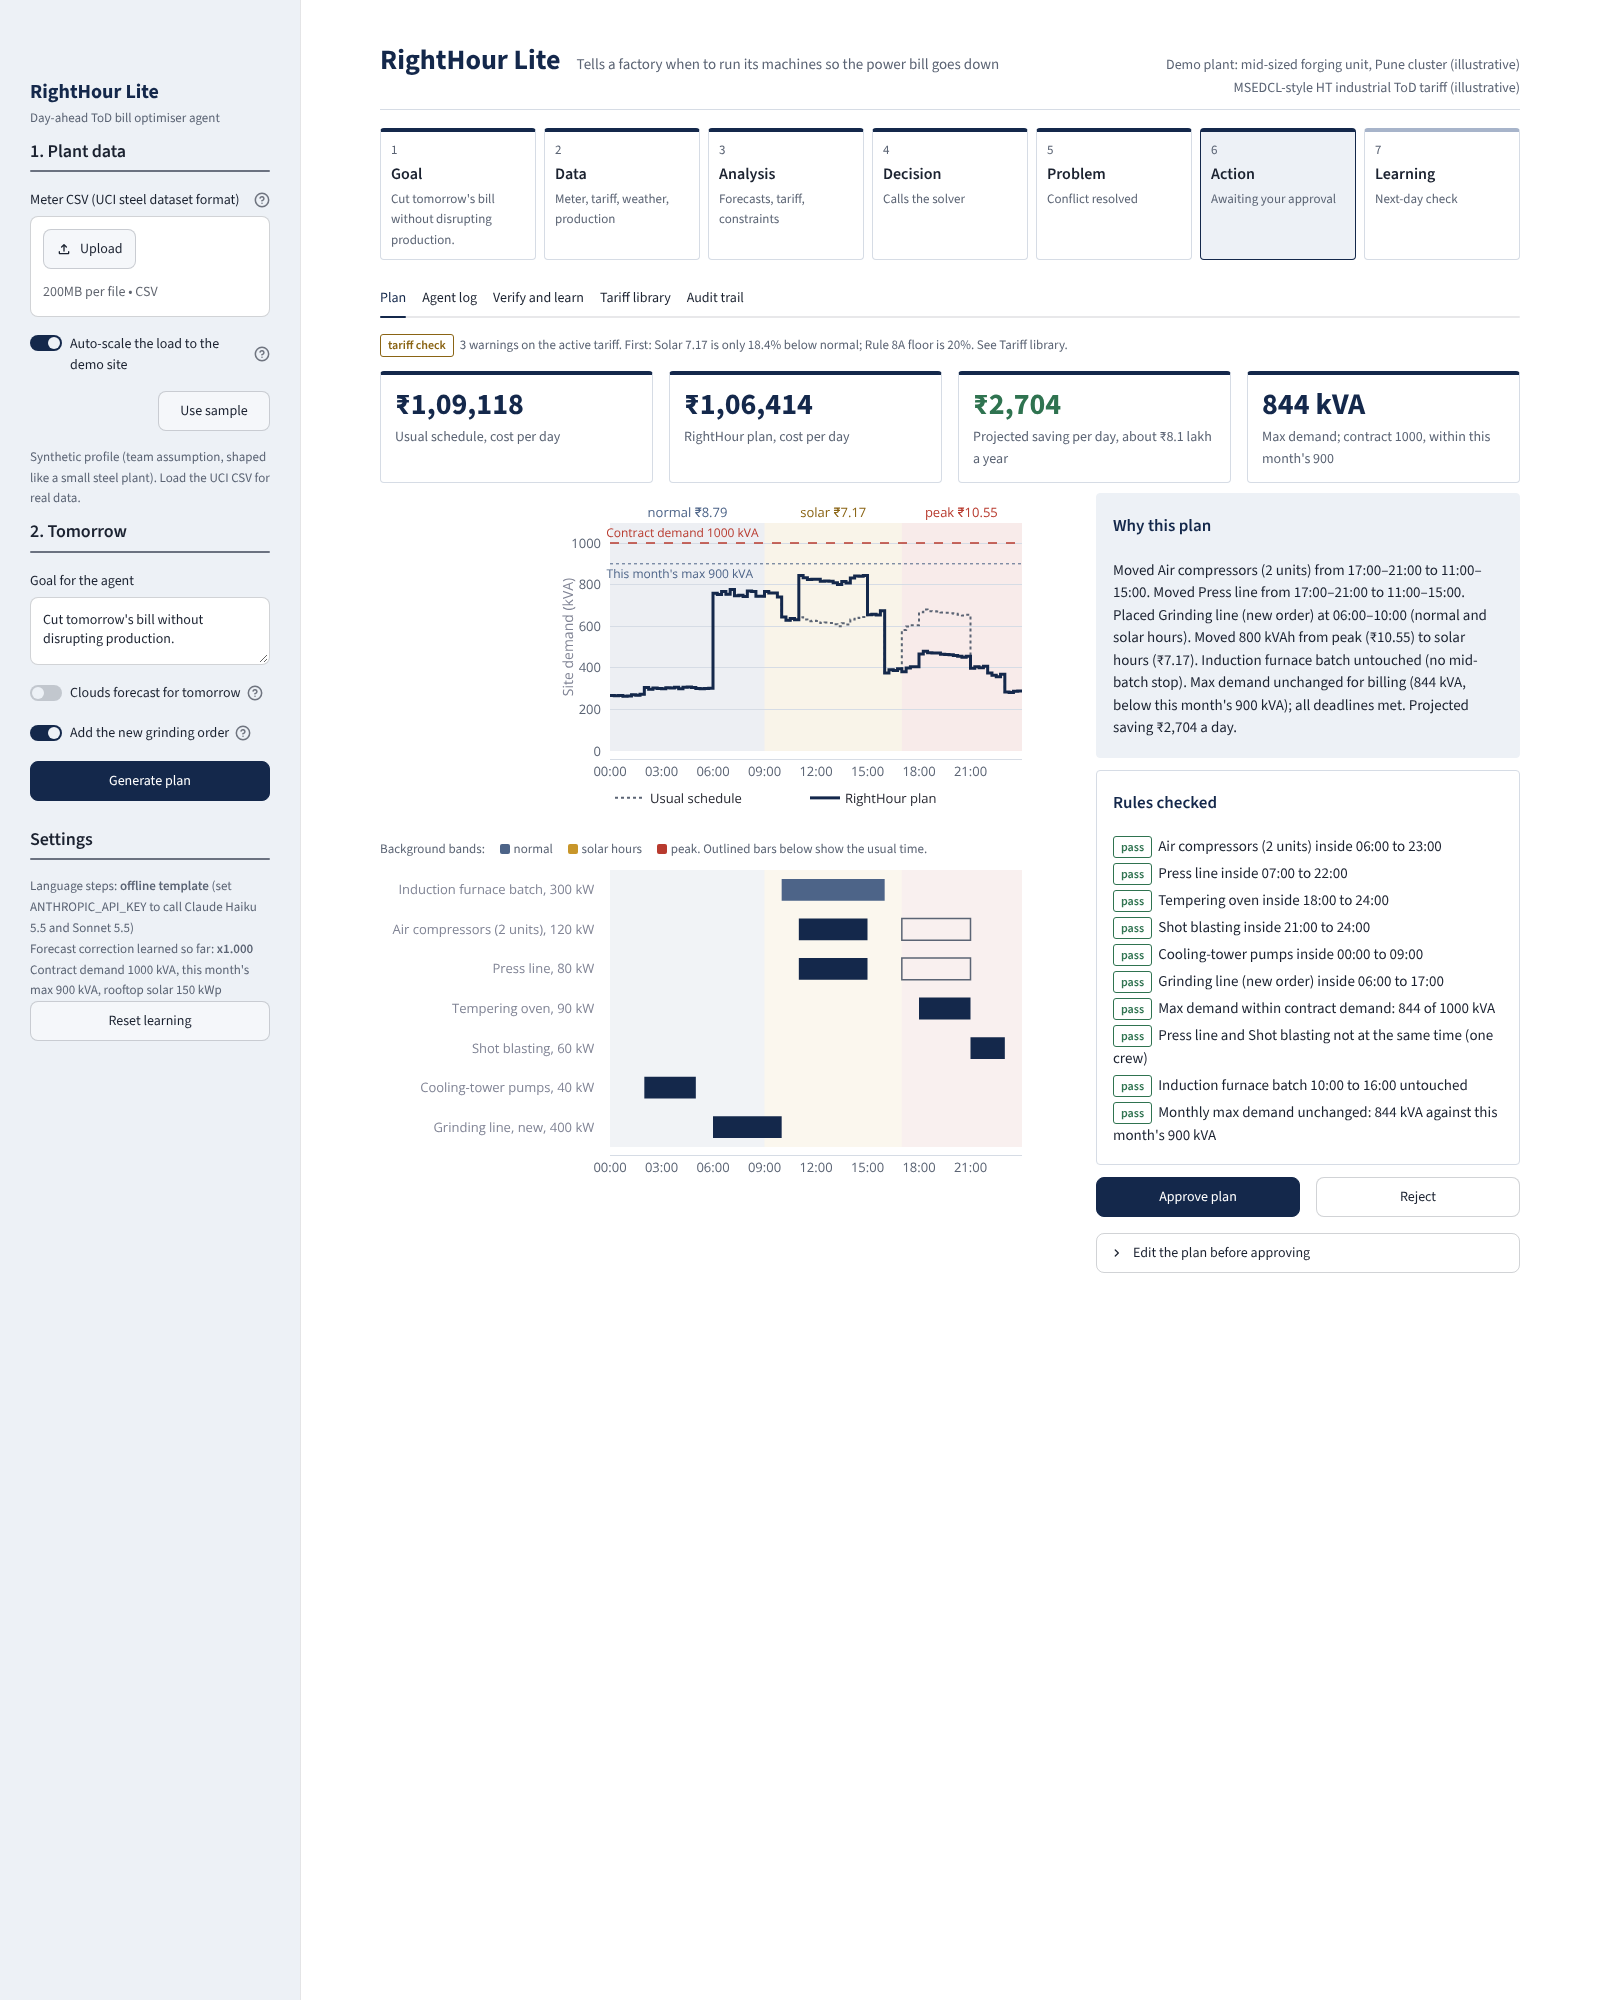 RightHour Lite
Day-ahead ToD bill optimiser agent
1. Plant data
Meter CSV (UCI steel dataset format)
Upload
200MB per file • CSV
Auto-scale the load to the
demo site
Use sample
Synthetic profile (team assumption, shaped
like a small steel plant). Load the UCI CSV for
real data.
2. Tomorrow
Goal for the agent
Cut tomorrow's bill without
disrupting production.
Clouds forecast for tomorrow
Add the new grinding order
Generate plan
Settings
Language steps: offline template (set
ANTHROPIC_API_KEY to call Claude Haiku
5.5 and Sonnet 5.5)
Forecast correction learned so far: x1.000
Contract demand 1000 kVA, this month's
max 900 kVA, rooftop solar 150 kWp
Reset learning
RightHour Lite
Tells a factory when to run its machines so the power bill goes down
Demo plant: mid-sized forging unit, Pune cluster (illustrative)
MSEDCL-style HT industrial ToD tariff (illustrative)
1
Goal
Cut tomorrow's bill
without disrupting
production.
2
Data
Meter, tariff, weather,
production
3
Analysis
Forecasts, tariff,
constraints
4
Decision
Calls the solver
5
Problem
Conflict resolved
6
Action
Awaiting your approval
7
Learning
Next-day check
Plan Agent log Verify and learn Tariff library Audit trail
tariff check 3 warnings on the active tariff. First: Solar 7.17 is only 18.4% below normal; Rule 8A floor is 20%. See Tariff library.
₹1,09,118
Usual schedule, cost per day
₹1,06,414
RightHour plan, cost per day
₹2,704
Projected saving per day, about ₹8.1 lakh
a year
844 kVA
Max demand; contract 1000, within this
month's 900
normal ₹8.79 solar ₹7.17 peak ₹10.55
Contract demand 1000 kVA
This month's max 900 kVA
Site demand (kVA)
1000
800
600
400
200
0
00:00 03:00 06:00 09:00 12:00 15:00 18:00 21:00
Usual schedule RightHour plan
Background bands: normal solar hours peak. Outlined bars below show the usual time.
Induction furnace batch, 300 kW
Air compressors (2 units), 120 kW
Press line, 80 kW
Tempering oven, 90 kW
Shot blasting, 60 kW
Cooling-tower pumps, 40 kW
Grinding line, new, 400 kW
00:00 03:00 06:00 09:00 12:00 15:00 18:00 21:00
Why this plan
Moved Air compressors (2 units) from 17:00–21:00 to 11:00–
15:00. Moved Press line from 17:00–21:00 to 11:00–15:00.
Placed Grinding line (new order) at 06:00–10:00 (normal and
solar hours). Moved 800 kVAh from peak (₹10.55) to solar
hours (₹7.17). Induction furnace batch untouched (no mid-
batch stop). Max demand unchanged for billing (844 kVA,
below this month's 900 kVA); all deadlines met. Projected
saving ₹2,704 a day.
Rules checked
pass Air compressors (2 units) inside 06:00 to 23:00
pass Press line inside 07:00 to 22:00
pass Tempering oven inside 18:00 to 24:00
pass Shot blasting inside 21:00 to 24:00
pass Cooling-tower pumps inside 00:00 to 09:00
pass Grinding line (new order) inside 06:00 to 17:00
pass Max demand within contract demand: 844 of 1000 kVA
pass Press line and Shot blasting not at the same time (one
crew)
pass Induction furnace batch 10:00 to 16:00 untouched
pass Monthly max demand unchanged: 844 kVA against this
month's 900 kVA
Approve plan
Reject
Edit the plan before approving